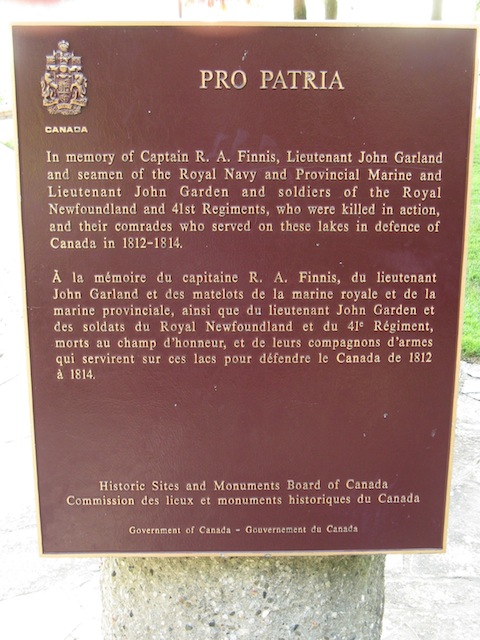 PRO PATRIA
CANADA
In memory of Captain R. A. Finnis, Lieutenant John Garland
and seamen of the Royal Navy and Provincial Marine and
Lieutenant John Garden and soldiers of the Royal
Newfoundland and 41st Regiments, who were killed in action,
and their comrades who served on these lakes in defence of
Canada in 1812-1814.
À la mémoire du capitaine R. A. Finnis, du lieutenant
John Garland et des matelots de la marine royale et de la
marine provinciale, ainsi que du lieutenant John Garden et
des soldats du Royal Newfoundland et du 41e Régiment,
morts au champ d'honneur, et de leurs compagnons d'armes
qui servirent sur ces lacs pour défendre le Canada de 1812
à 1814.
Historic Sites and Monuments Board of Canada
Commission des lieux et monuments historiques du Canada
Government of Canada - Gouvernement du Canada